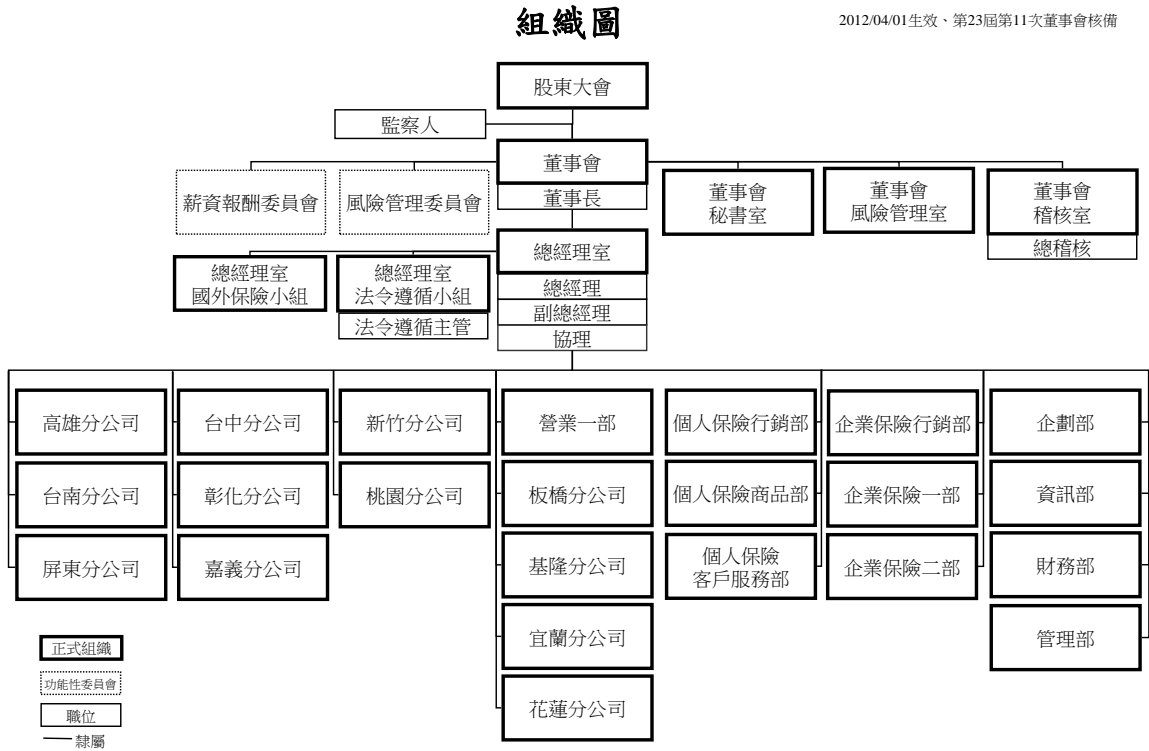 組織圖
2012/04/01生效、第23屆第11次董事會核備
股東大會
監察人
董事會
董事長
薪資報酬委員會
風險管理委員會
董事會
秘書室
董事會
風險管理室
董事會
稽核室
總稽核
總經理室
總經理
副總經理
協理
總經理室
國外保險小組
總經理室
法令遵循小組
法令遵循主管
高雄分公司
台中分公司
新竹分公司
營業一部
個人保險行銷部
企業保險行銷部
企劃部
台南分公司
彰化分公司
桃園分公司
板橋分公司
個人保險商品部
企業保險一部
資訊部
屏東分公司
嘉義分公司
基隆分公司
個人保險
客戶服務部
企業保險二部
財務部
宜蘭分公司
管理部
花蓮分公司
正式組織
功能性委員會
職位
隸屬